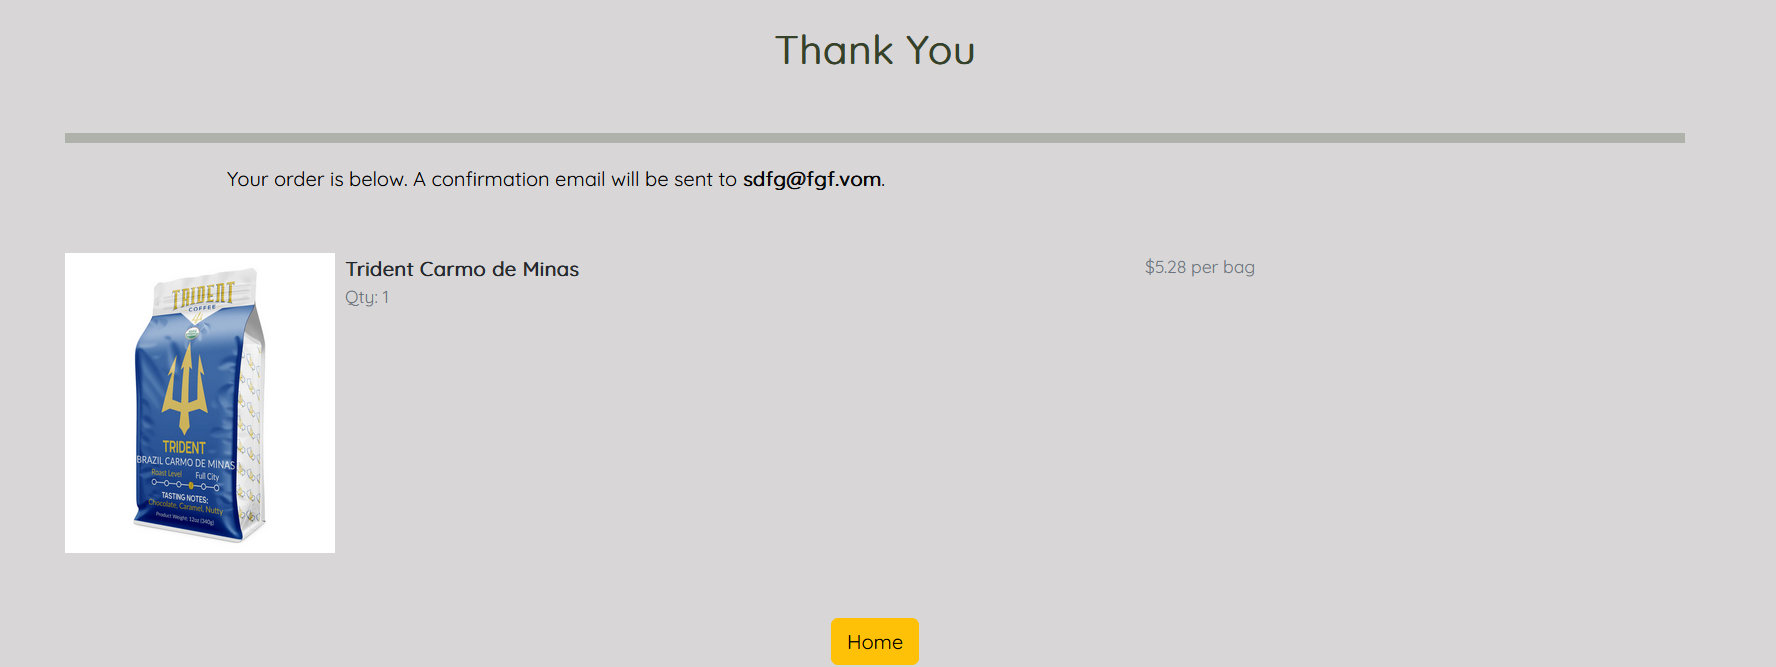 Thank You
Your order is below. A confirmation email will be sent to sdfg@fgf.vom.
Trident Carmo de Minas
$5.28 per bag
Qty: 1
TRIDENT
COFFEE
TRIDENT
BRAZIL CARMO DE MINAS
Roast Level Full City
TASTING NOTES:
Chocolate, Caramel, Nutty
Product Weight, 12oz (340g)
Home